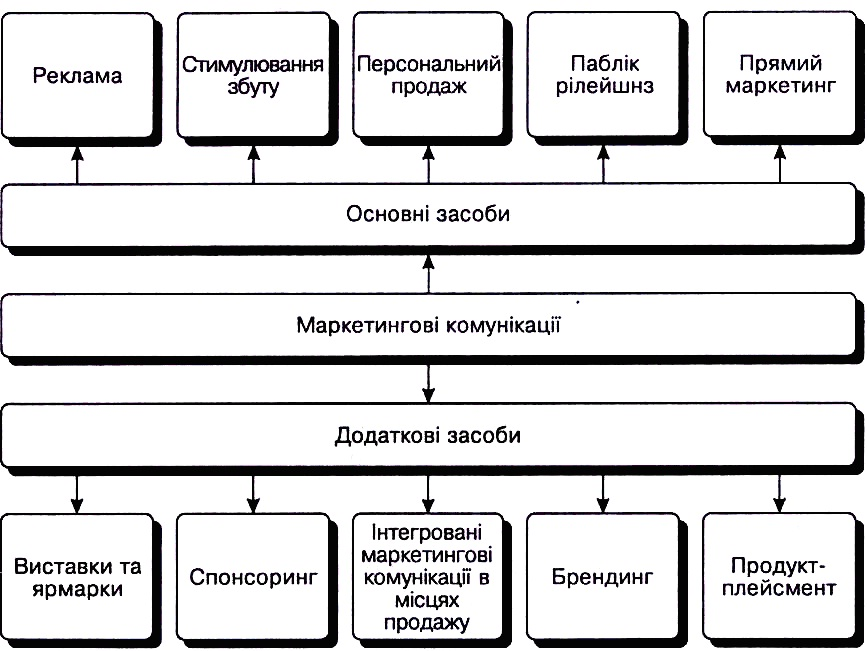 Реклама
Стимулювання
збуту
Персональний
продаж
Паблік
рілейшнз
Прямий
маркетинг
Основні засоби
Маркетингові комунікації
Додаткові засоби
Виставки та
ярмарки
Спонсоринг
Інтегровані
маркетингові
комунікації в
місцях
продажу
Брендинг
Продукт-
плейсмент